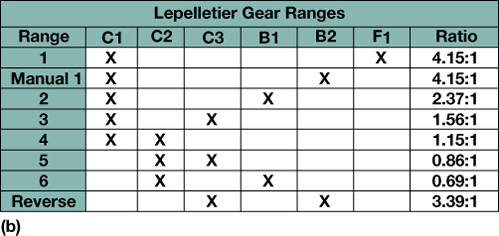 Lepelletier Gear Ranges
Range C1 C2 C3 B1 B2 F1 Ratio
1 X X 4.15:1
Manual 1 X X 4.15:1
2 X X 2.37:1
3 X X 1.56:1
4 X X 1.15:1
5 X X 0.86:1
6 X X 0.69:1
Reverse X X 3.39:1
(b)